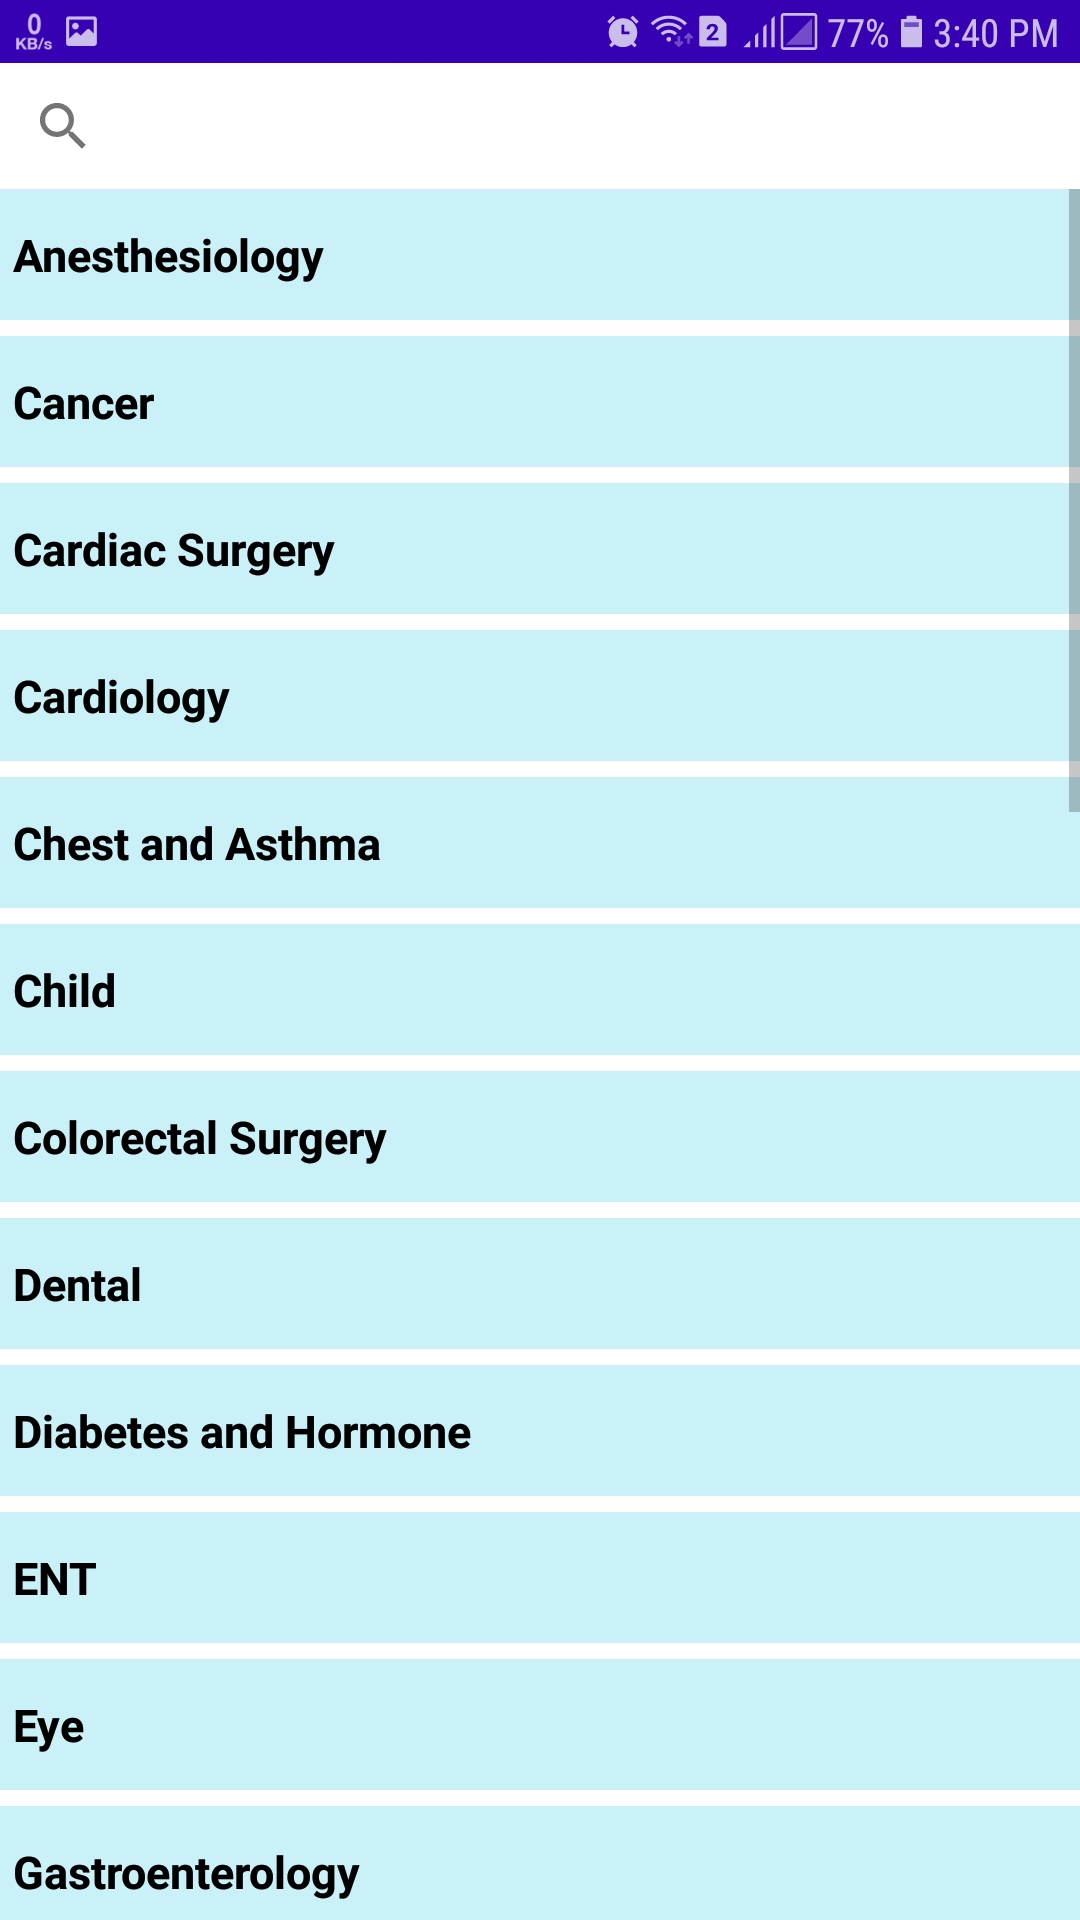 0
KB/s
2 77% 3:40 PM
Anesthesiology
Cancer
Cardiac Surgery
Cardiology
Chest and Asthma
Child
Colorectal Surgery
Dental
Diabetes and Hormone
ENT
Eye
Gastroenterology